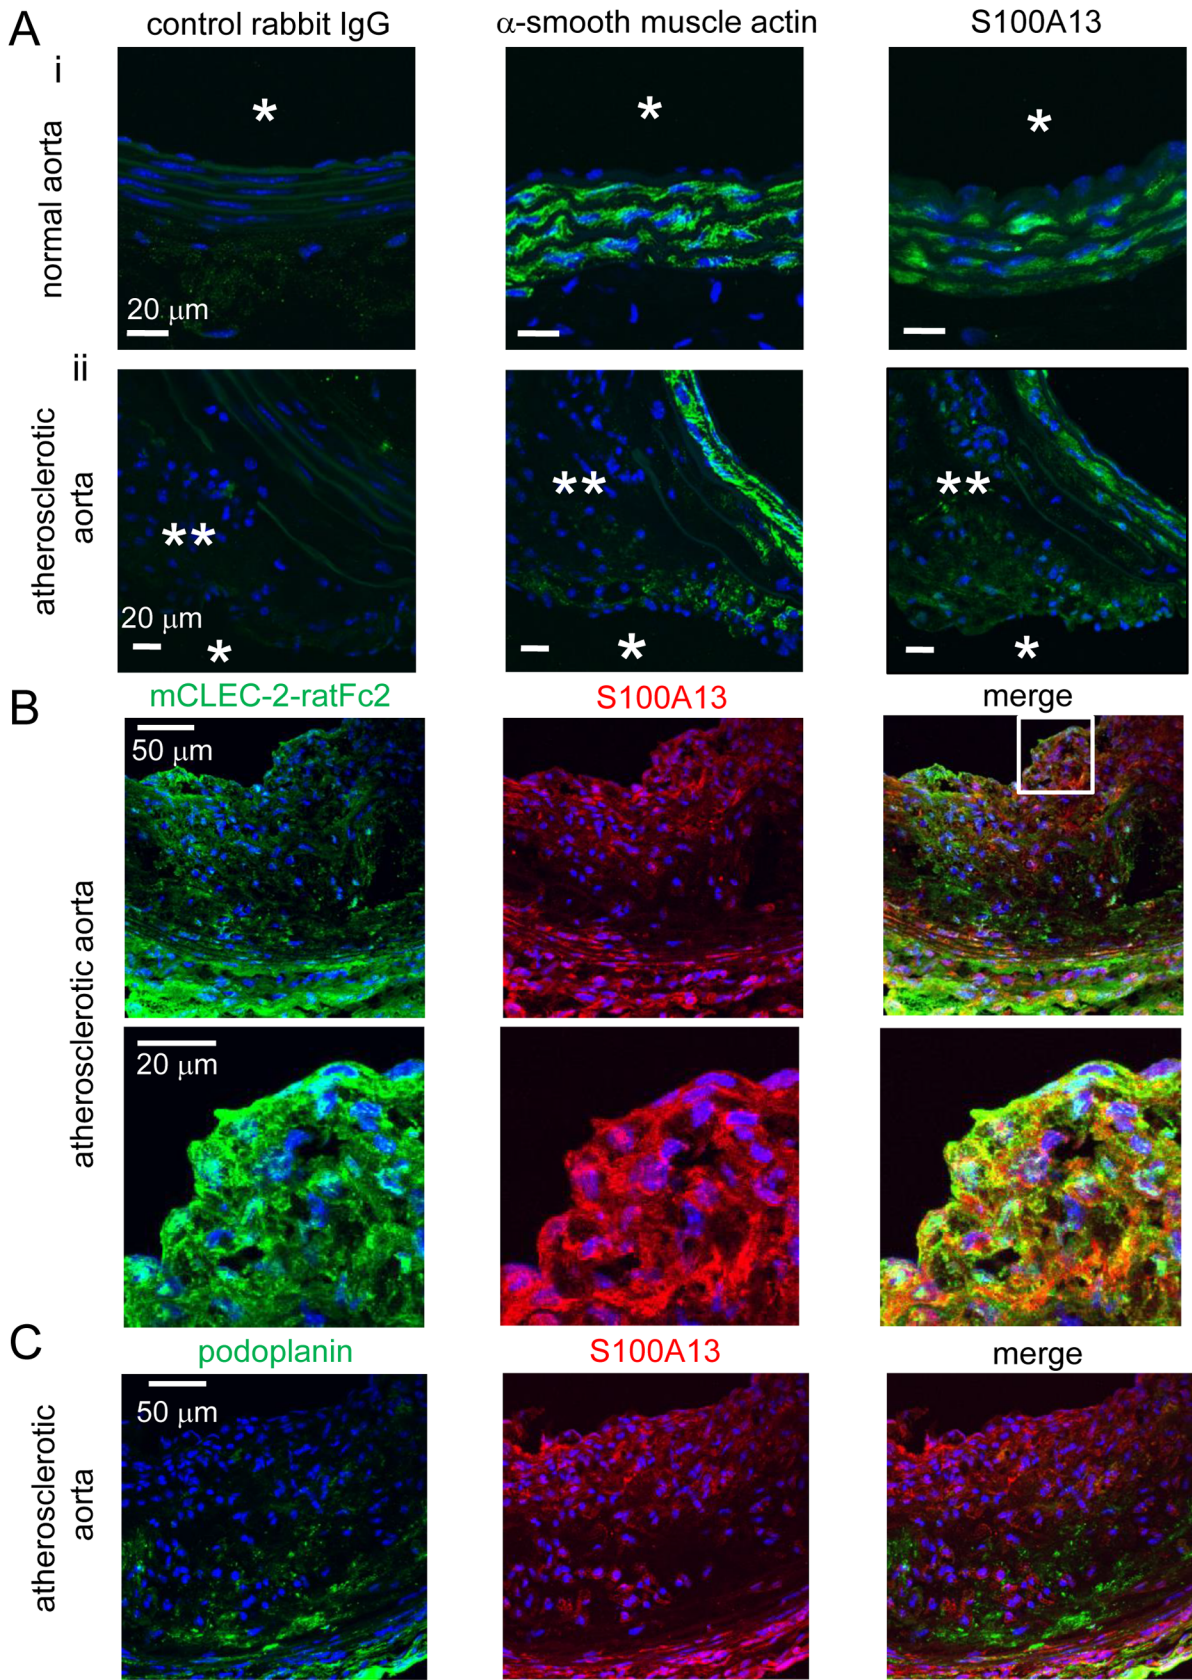 A
control rabbit IgG
α-smooth muscle actin
S100A13
i
normal aorta
*
*
*
20 μm
ii
atherosclerotic
aorta
**
**
**
20 μm
*
*
*
B
mCLEC-2-ratFc2
S100A13
merge
50 μm
atherosclerotic aorta
20 μm
C
podoplanin
S100A13
merge
50 μm
atherosclerotic
aorta